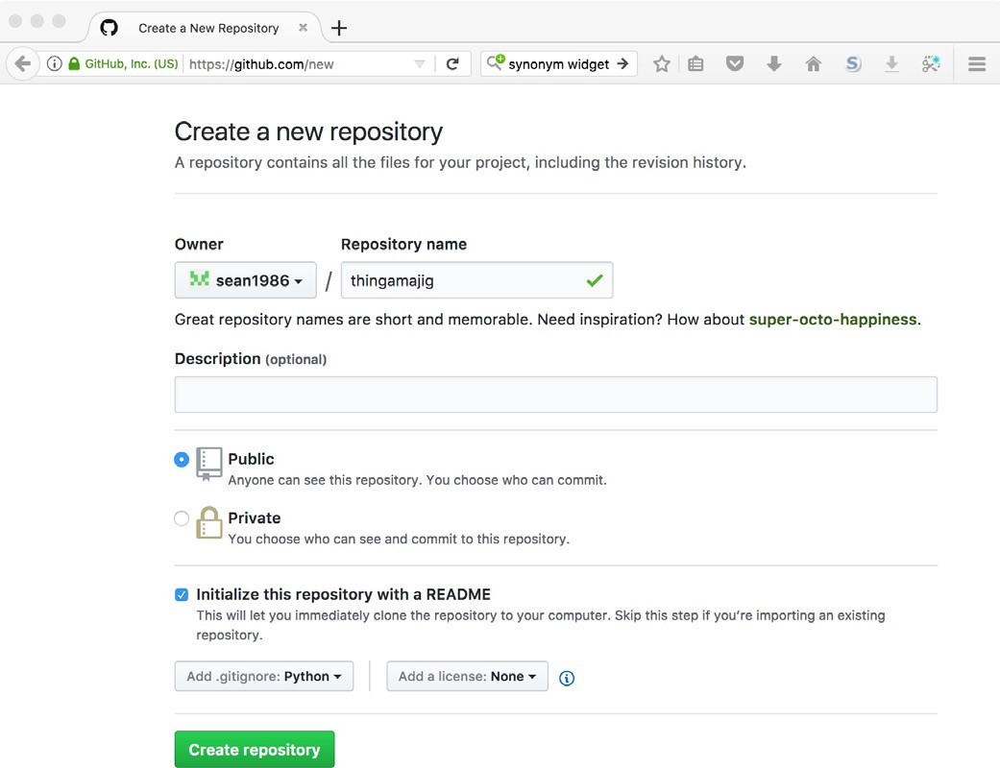 Create a New Repository
GitHub, Inc. (US) https://github.com/new synonym widget
Create a new repository
A repository contains all the files for your project, including the revision history.
Owner Repository name
sean1986 / thingamajig
Great repository names are short and memorable. Need inspiration? How about super-octo-happiness.
Description (optional)
Public
Anyone can see this repository. You choose who can commit.
Private
You choose who can see and commit to this repository.
Initialize this repository with a README
This will let you immediately clone the repository to your computer. Skip this step if you’re importing an existing
repository.
Add .gitignore: Python Add a license: None
Create repository